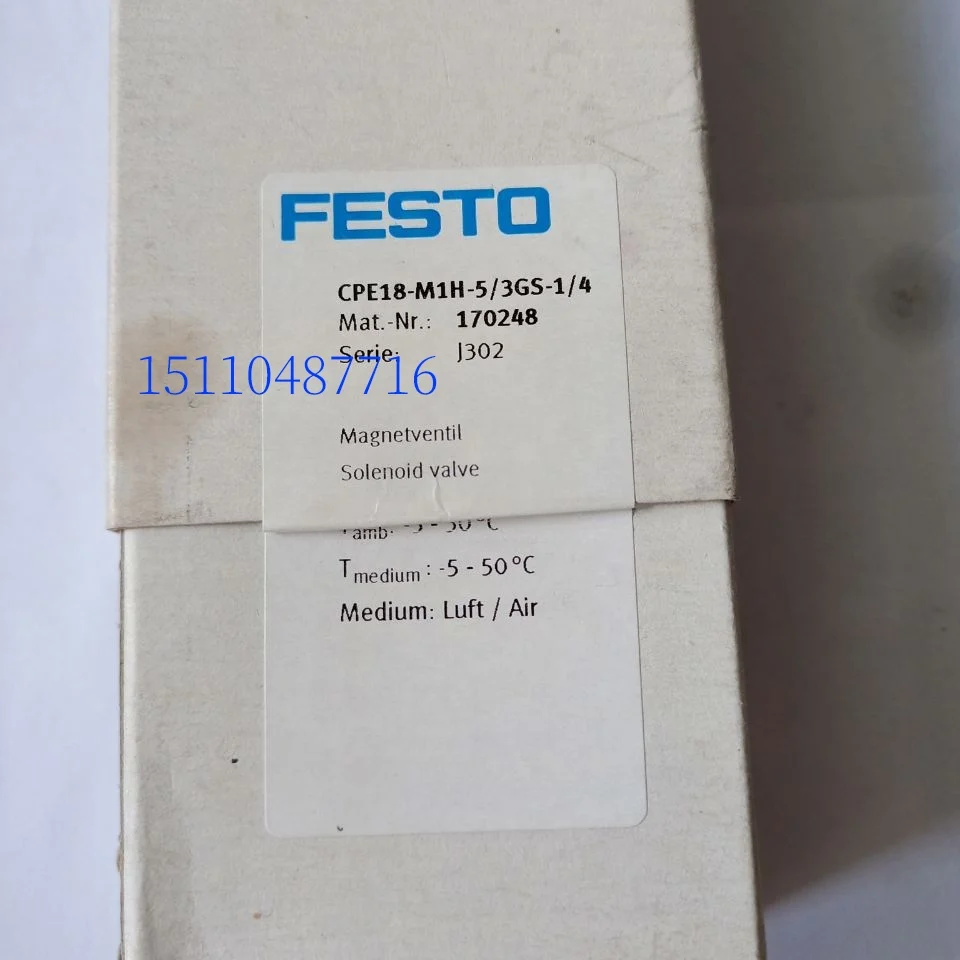 FESTO
CPE18-M1H-5/3GS-1/4
Mat.-Nr.: 170248
Serie: J302
15110487716
Magnetventil
Solenoid valve
amb:
Tmedium : -5 - 50°C
Medium: Luft / Air